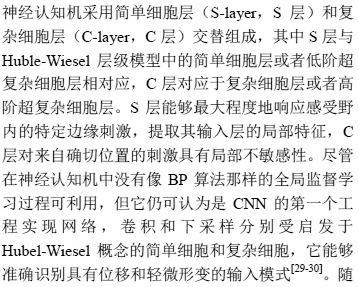 神经认知机采用简单细胞层（S-layer，S 层）和复
杂细胞层（C-layer，C 层）交替组成，其中 S 层与
Huble-Wiesel 层级模型中的简单细胞层或者低阶超
复杂细胞层相对应，C 层对应于复杂细胞层或者高
阶超复杂细胞层。S 层能够最大程度地响应感受野
内的特定边缘刺激，提取其输入层的局部特征，C
层对来自确切位置的刺激具有局部不敏感性。尽管
在神经认知机中没有像 BP 算法那样的全局监督学
习过程可利用，但它仍可认为是 CNN 的第一个工
程实现网络，卷积和下采样分别受启发于
Hubel-Wiesel 概念的简单细胞和复杂细胞，它能够
准确识别具有位移和轻微形变的输入模式[29-30]。随